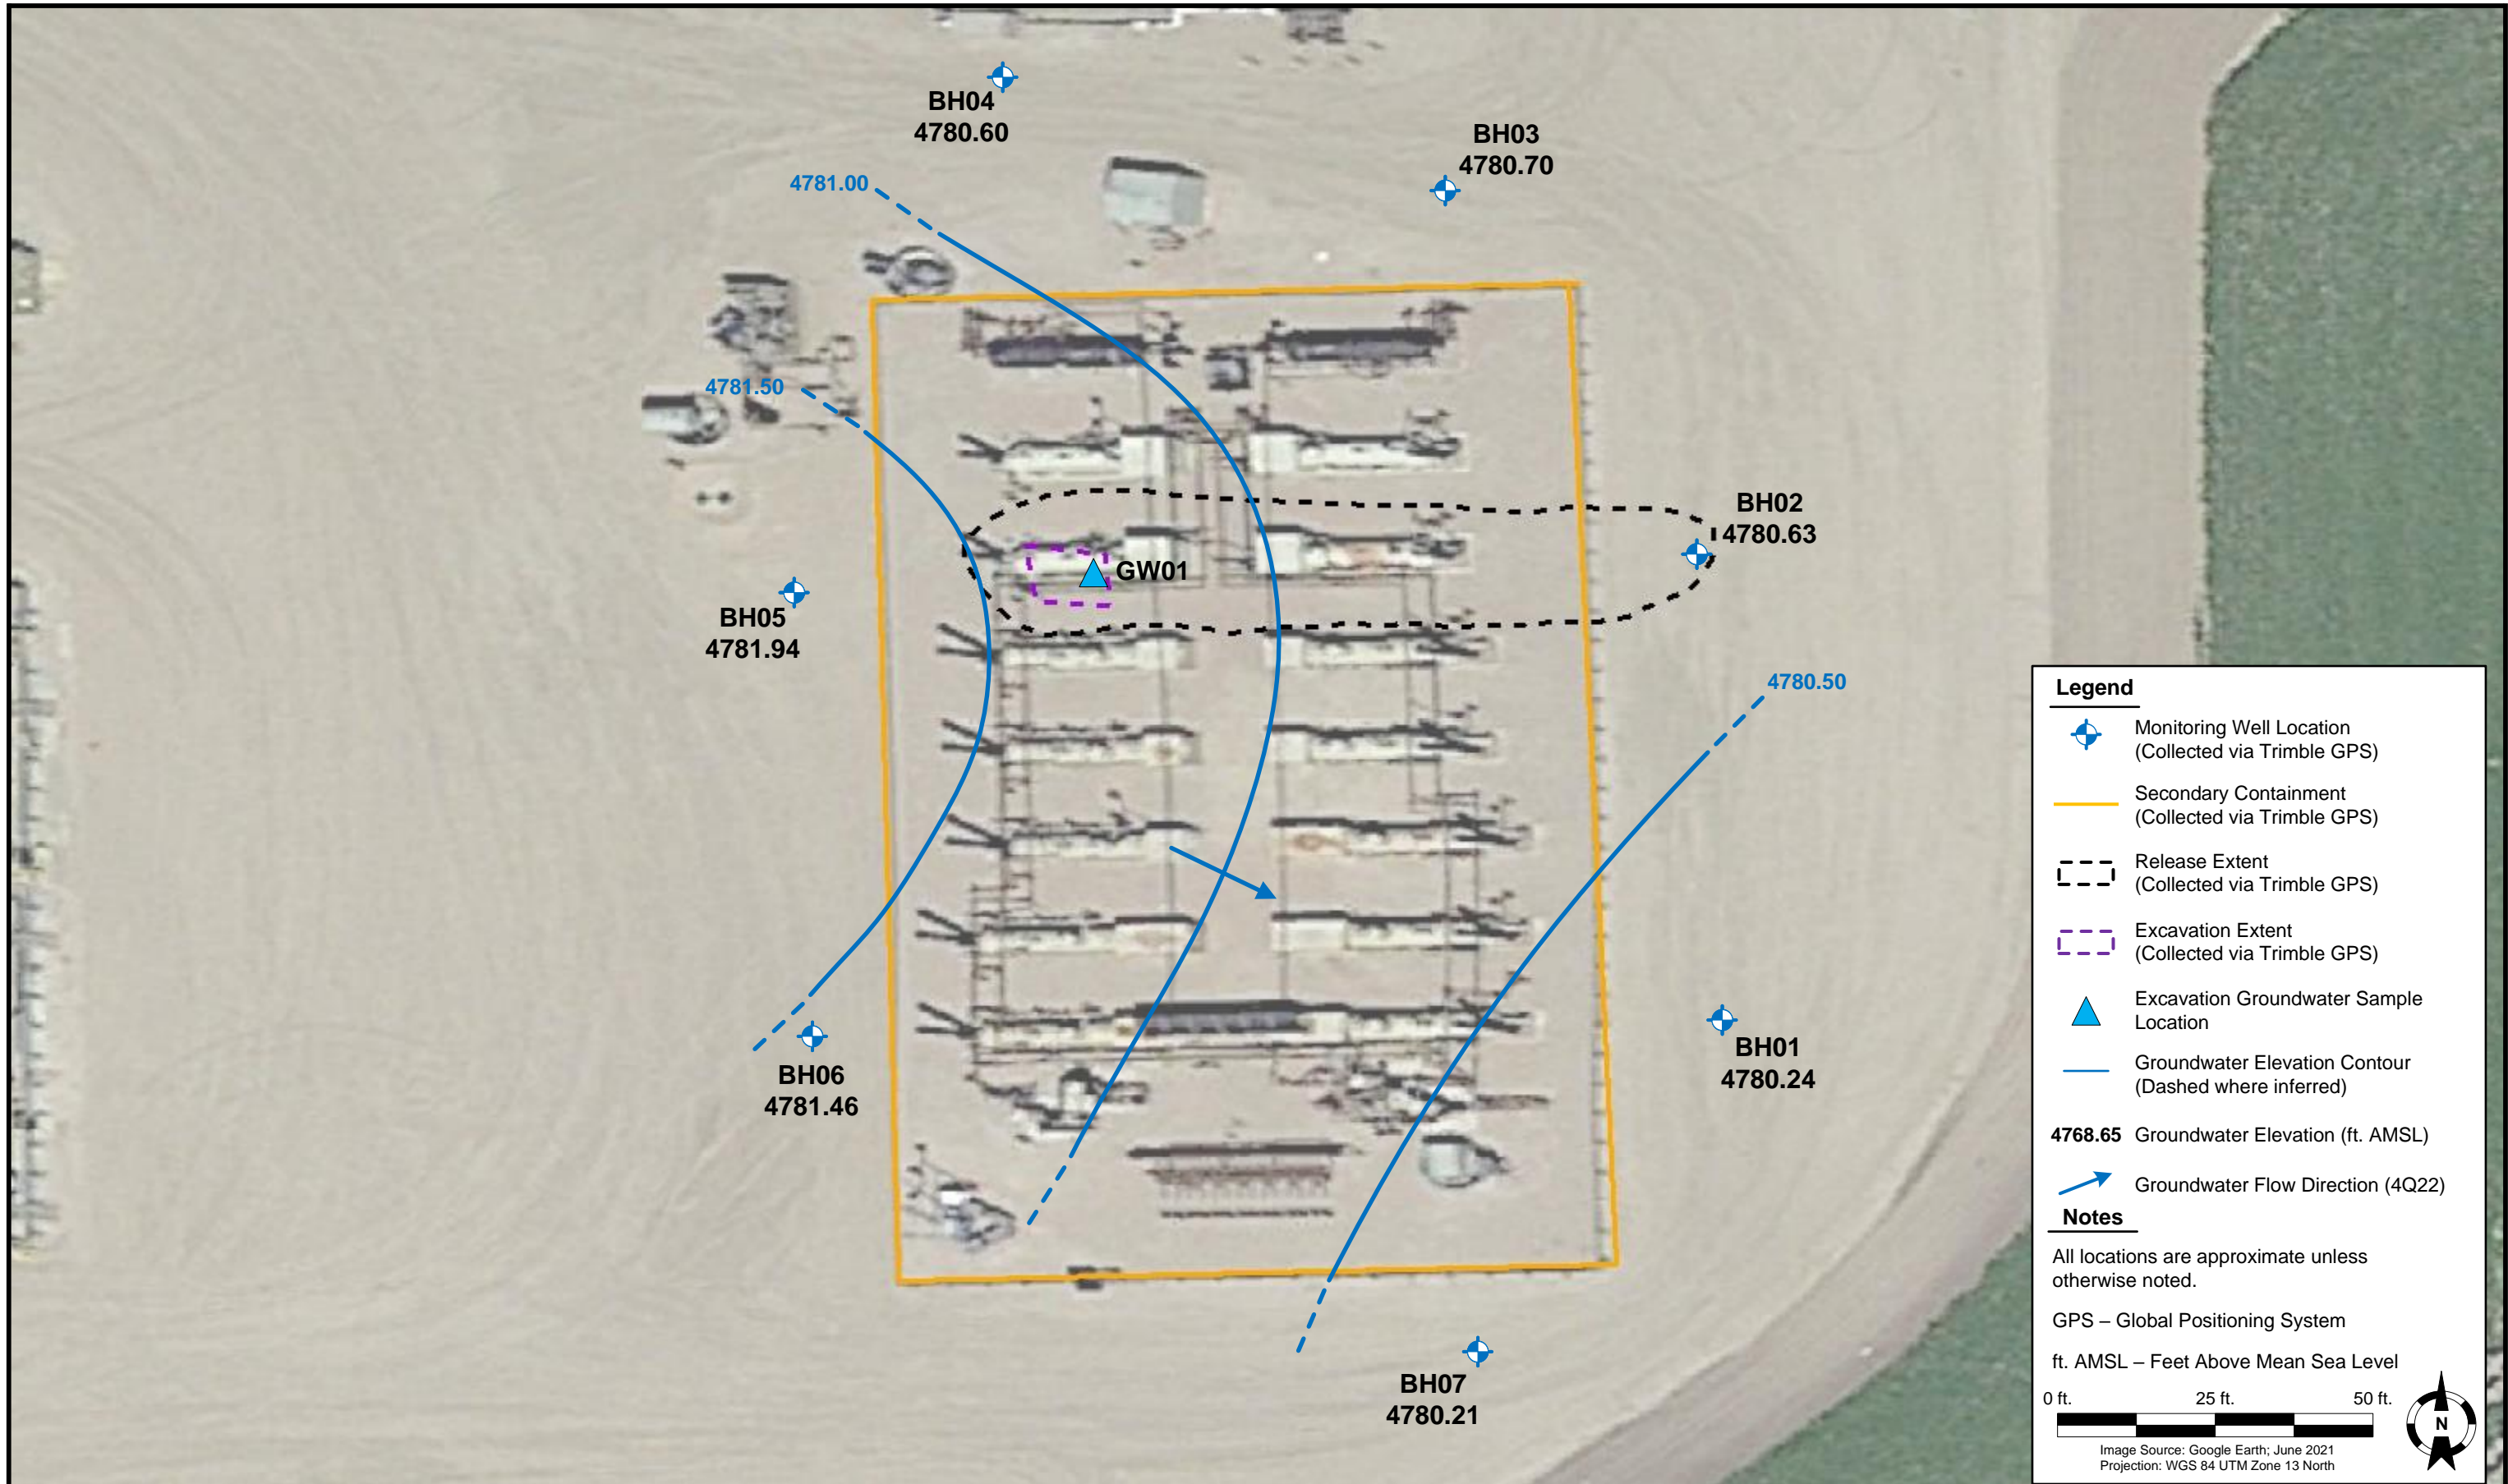 BH04
4780.60
BH03
4780.70
4781.00
4781.50
BH02
4780.63
GW01
BH05
4781.94
4780.50
BH06
4781.46
BH01
4780.24
BH07
4780.21
Legend
Monitoring Well Location
(Collected via Trimble GPS)
Secondary Containment
(Collected via Trimble GPS)
Release Extent
(Collected via Trimble GPS)
Excavation Extent
(Collected via Trimble GPS)
Excavation Groundwater Sample
Location
Groundwater Elevation Contour
(Dashed where inferred)
4768.65 Groundwater Elevation (ft. AMSL)
Groundwater Flow Direction (4Q22)
Notes
All locations are approximate unless
otherwise noted.
GPS – Global Positioning System
ft. AMSL – Feet Above Mean Sea Level
0 ft. 25 ft. 50 ft.
N
Image Source: Google Earth; June 2021
Projection: WGS 84 UTM Zone 13 North